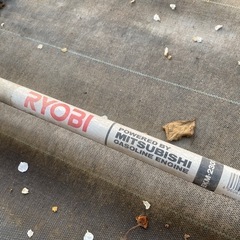 RYOBI
POWERED BY
MITSUBISHI
GASOLINE ENGINE